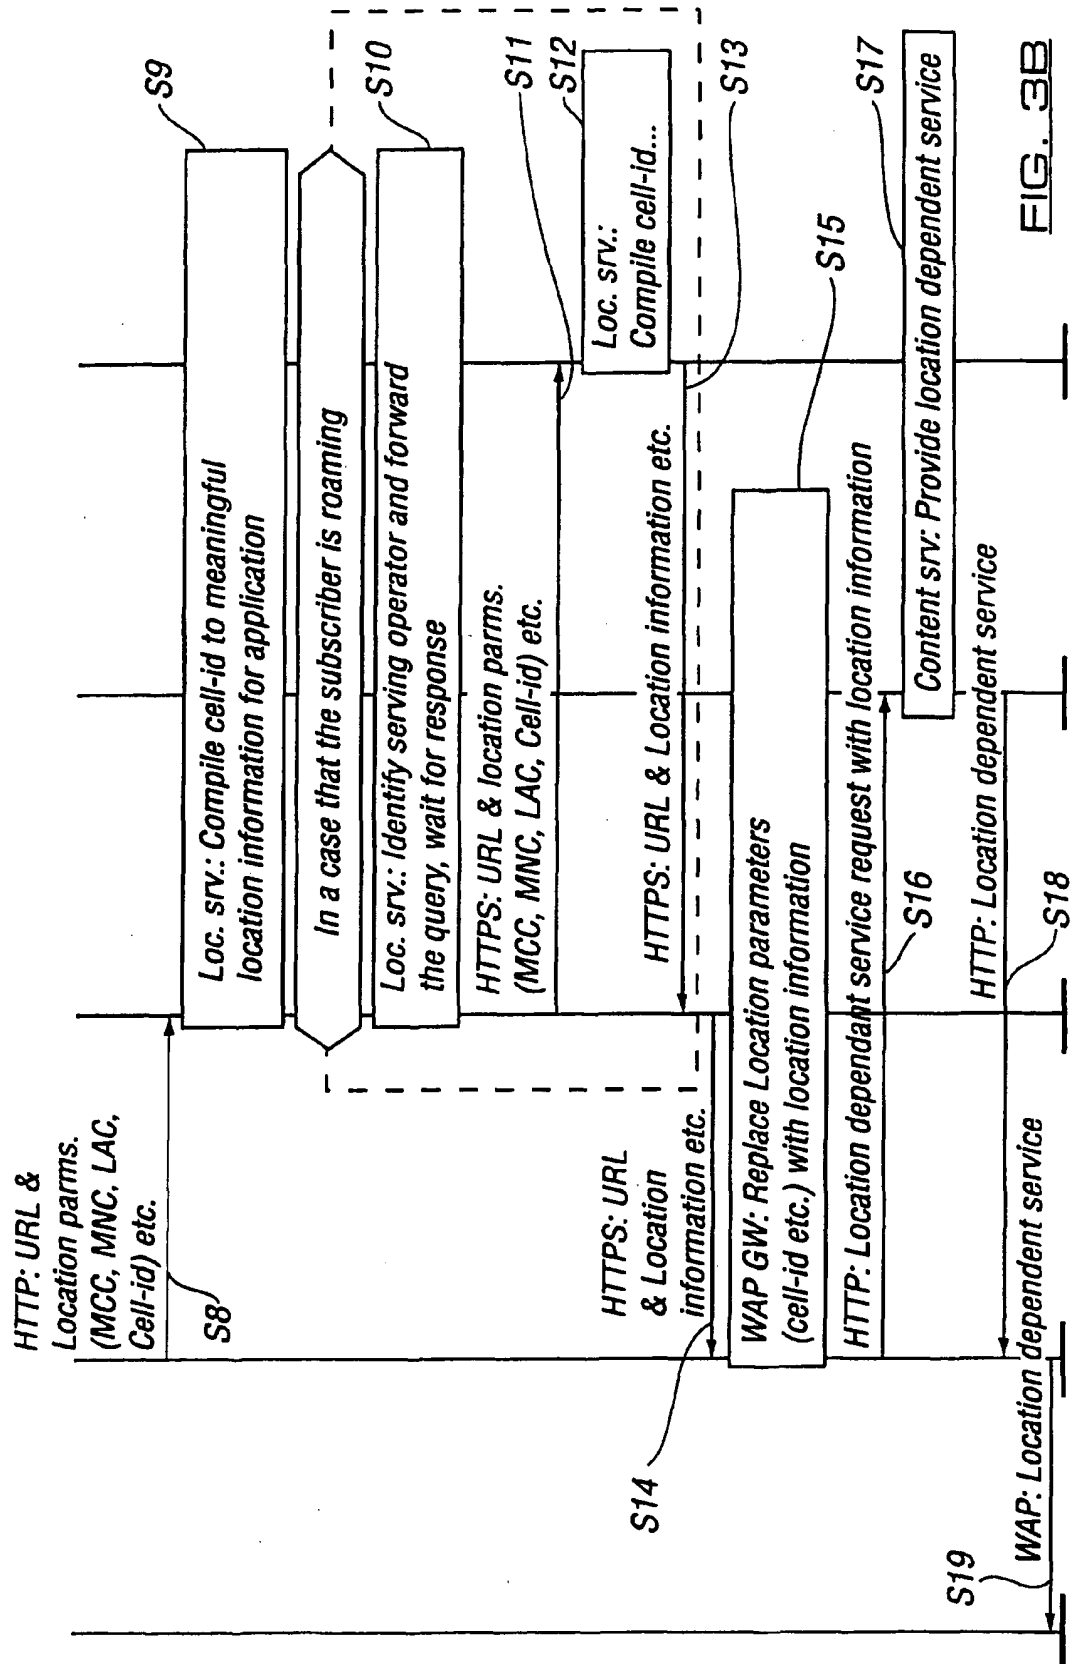 HTTP: URL &
Location parms.
(MCC, MNC, LAC,
Cell-id) etc.
S8
S9
Loc. srv.: Compile cell-id to meaningful
location information for application
In a case that the subscriber is roaming
S10
Loc. srv.: Identify serving operator and forward
the query, wait for response
HTTPS: URL & location parms.
(MCC, MNC, LAC, Cell-id) etc.
S11
S12
Loc. srv.:
Compile cell-id...
HTTPS: URL & Location information etc.
S13
HTTPS: URL
& Location
information etc.
S14
WAP GW: Replace Location parameters
(cell-id etc.) with location information
S15
HTTP: Location dependant service request with location information
S16
S17
Content srv: Provide location dependent service
HTTP: Location dependent service
S18
WAP: Location dependent service
S19
FIG. 3B